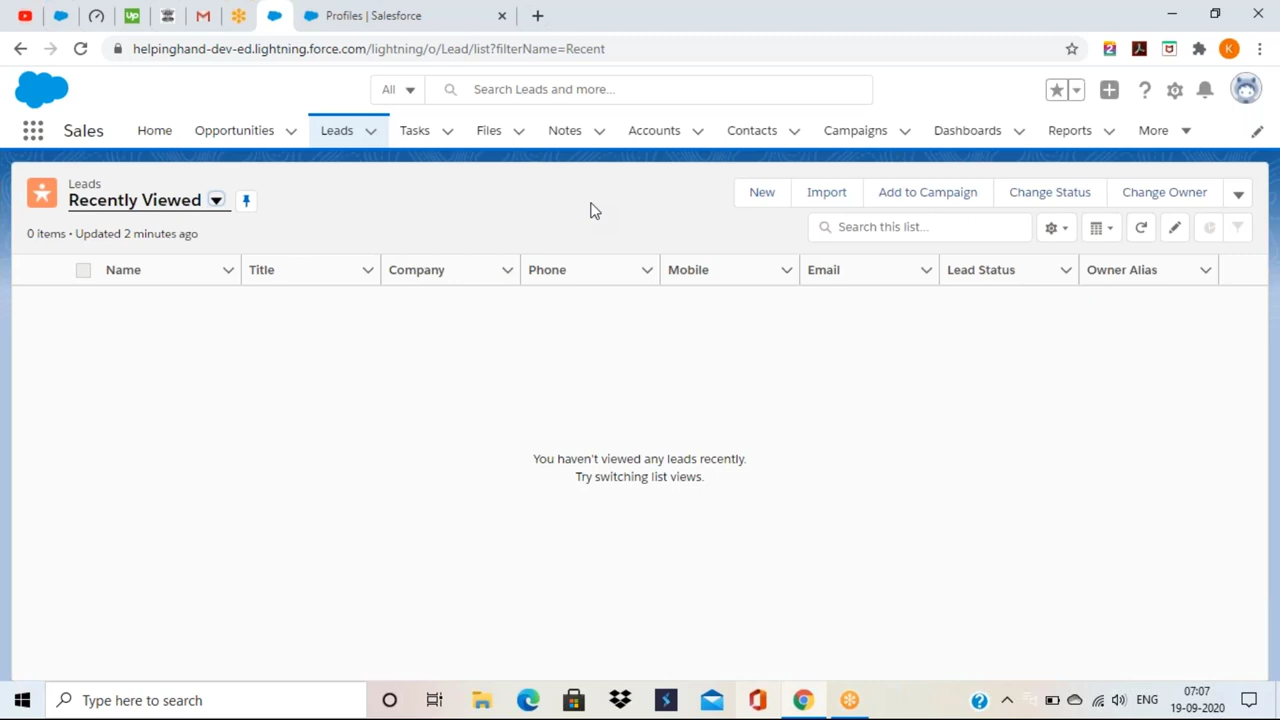 Profiles | Salesforce
helpinghand-dev-ed.lightning.force.com/lightning/o/Lead/list?filterName=Recent
All Search Leads and more...
Sales Home Opportunities Leads Tasks Files Notes Accounts Contacts Campaigns Dashboards Reports More
Leads
Recently Viewed
New Import Add to Campaign Change Status Change Owner
0 items • Updated 2 minutes ago
Search this list...
Name Title Company Phone Mobile Email Lead Status Owner Alias
You haven't viewed any leads recently.
Try switching list views.
Type here to search
ENG
07:07
19-09-2020